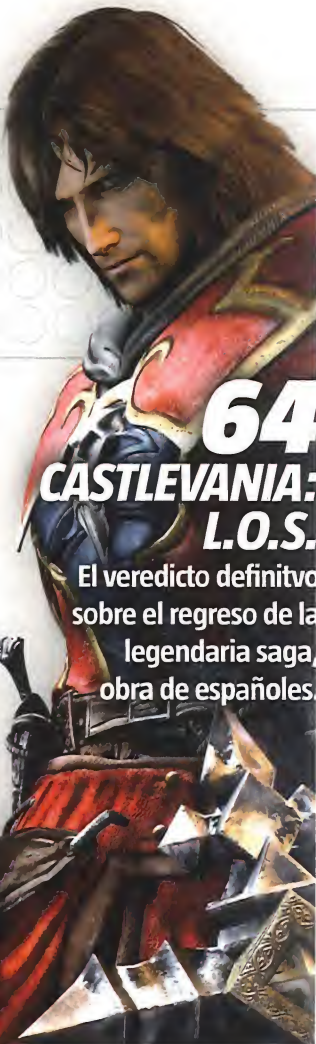 64
CASTLEVANIA:
L.O.S.
El veredicto definitvo
sobre el regreso de la
legendaria saga,
obra de españoles.